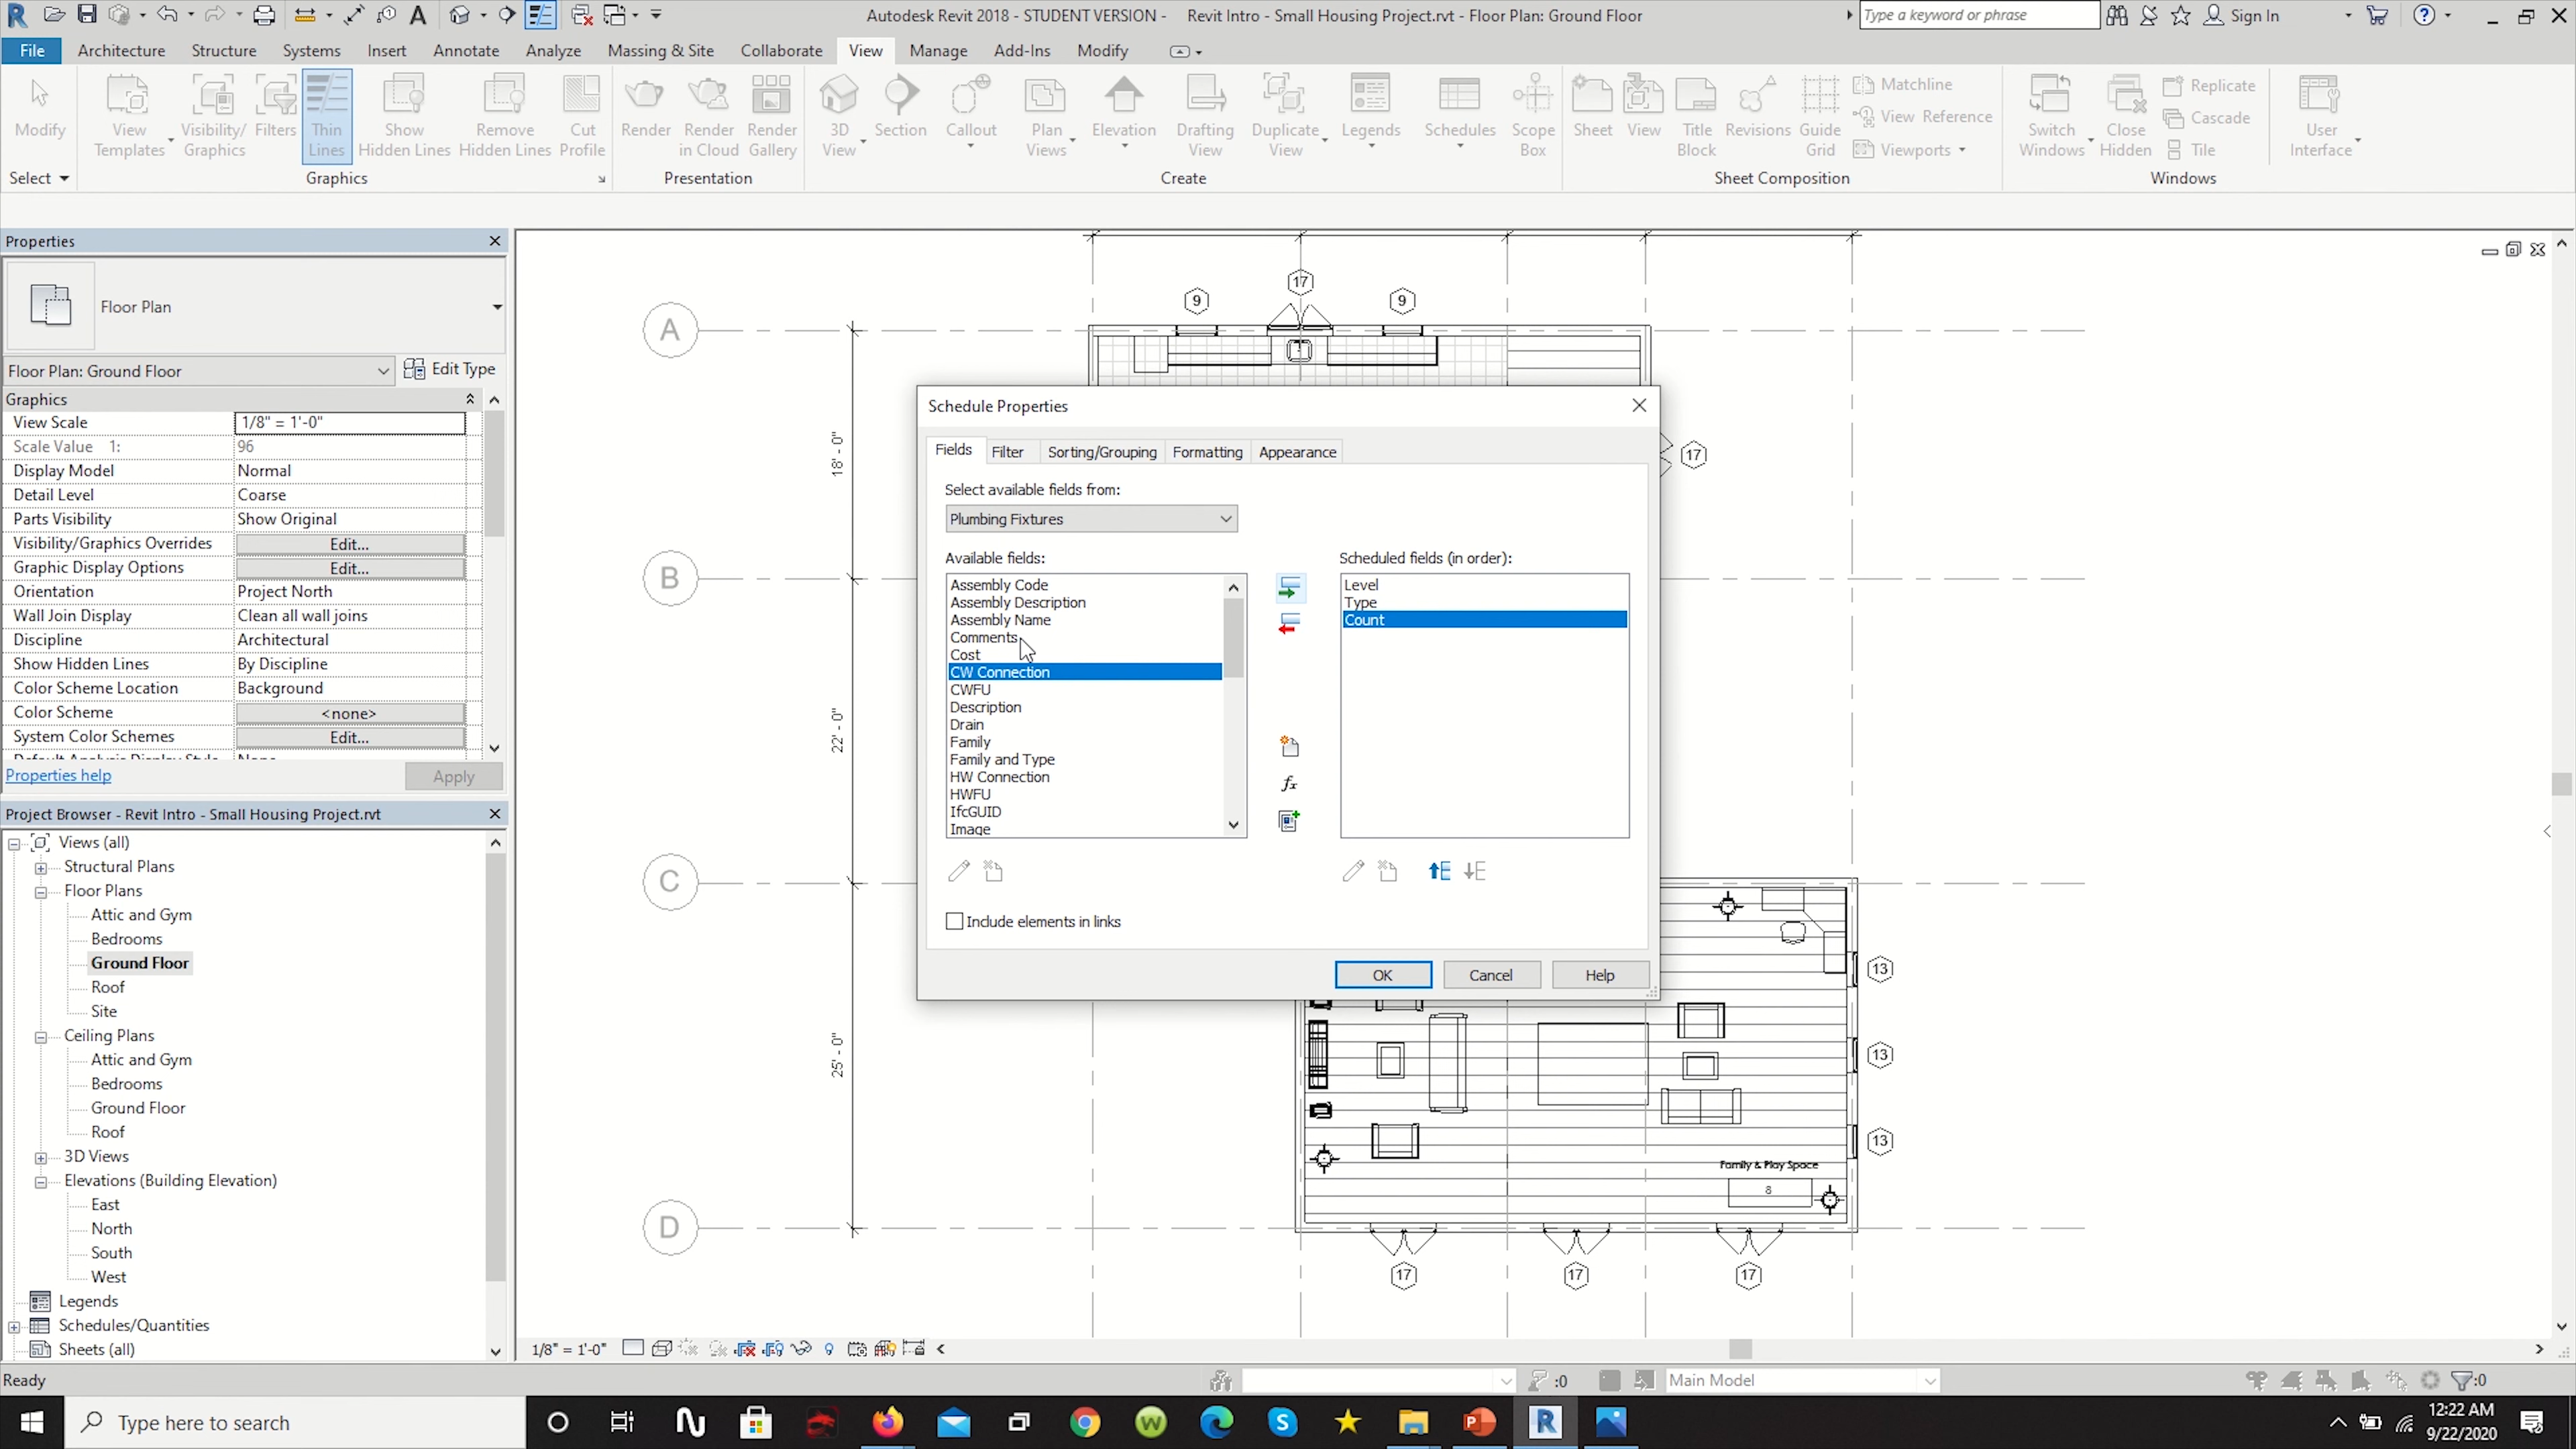 Autodesk Revit 2018 - STUDENT VERSION - Revit Intro - Small Housing Project.rvt - Floor Plan: Ground Floor
Type a keyword or phrase
Sign In
File Architecture Structure Systems Insert Annotate Analyze Massing & Site Collaborate View Manage Add-Ins Modify
Modify
View Templates
Visibility/ Graphics
Filters
Thin Lines
Show Hidden Lines
Remove Hidden Lines
Cut Profile
Render
Render in Cloud
Render Gallery
3D View
Section
Callout
Plan Views
Elevation
Drafting View
Duplicate View
Legends
Schedules
Scope Box
Sheet
View
Title Block
Revisions
Guide Grid
Matchline
View Reference
Viewports
Switch Windows
Close Hidden
Replicate
Cascade
Tile
User Interface
Select Graphics Presentation Create Sheet Composition Windows
Properties
Floor Plan
Floor Plan: Ground Floor Edit Type
Graphics
View Scale 1/8" = 1'-0"
Scale Value 1: 96
Display Model Normal
Detail Level Coarse
Parts Visibility Show Original
Visibility/Graphics Overrides Edit...
Graphic Display Options Edit...
Orientation Project North
Wall Join Display Clean all wall joins
Discipline Architectural
Show Hidden Lines By Discipline
Color Scheme Location Background
Color Scheme <none>
System Color Schemes Edit...
Default Analysis Display Style None
Properties help Apply
Project Browser - Revit Intro - Small Housing Project.rvt
Views (all)
Structural Plans
Floor Plans
Attic and Gym
Bedrooms
Ground Floor
Roof
Site
Ceiling Plans
Attic and Gym
Bedrooms
Ground Floor
Roof
3D Views
Elevations (Building Elevation)
East
North
South
West
Legends
Schedules/Quantities
Sheets (all)
A
B
C
D
18' - 0"
22' - 0"
25' - 0"
9 17 9
17
13
13
13
17 17 17
Family & Play Space
8
Schedule Properties
Fields Filter Sorting/Grouping Formatting Appearance
Select available fields from:
Plumbing Fixtures
Available fields:
Assembly Code
Assembly Description
Assembly Name
Comments
Cost
CW Connection
CWFU
Description
Drain
Family
Family and Type
HW Connection
HWFU
IfcGUID
Image
Scheduled fields (in order):
Level
Type
Count
fx
Include elements in links
OK Cancel Help
1/8" = 1'-0"
Ready
:0
Main Model
:0
Type here to search
12:22 AM
9/22/2020